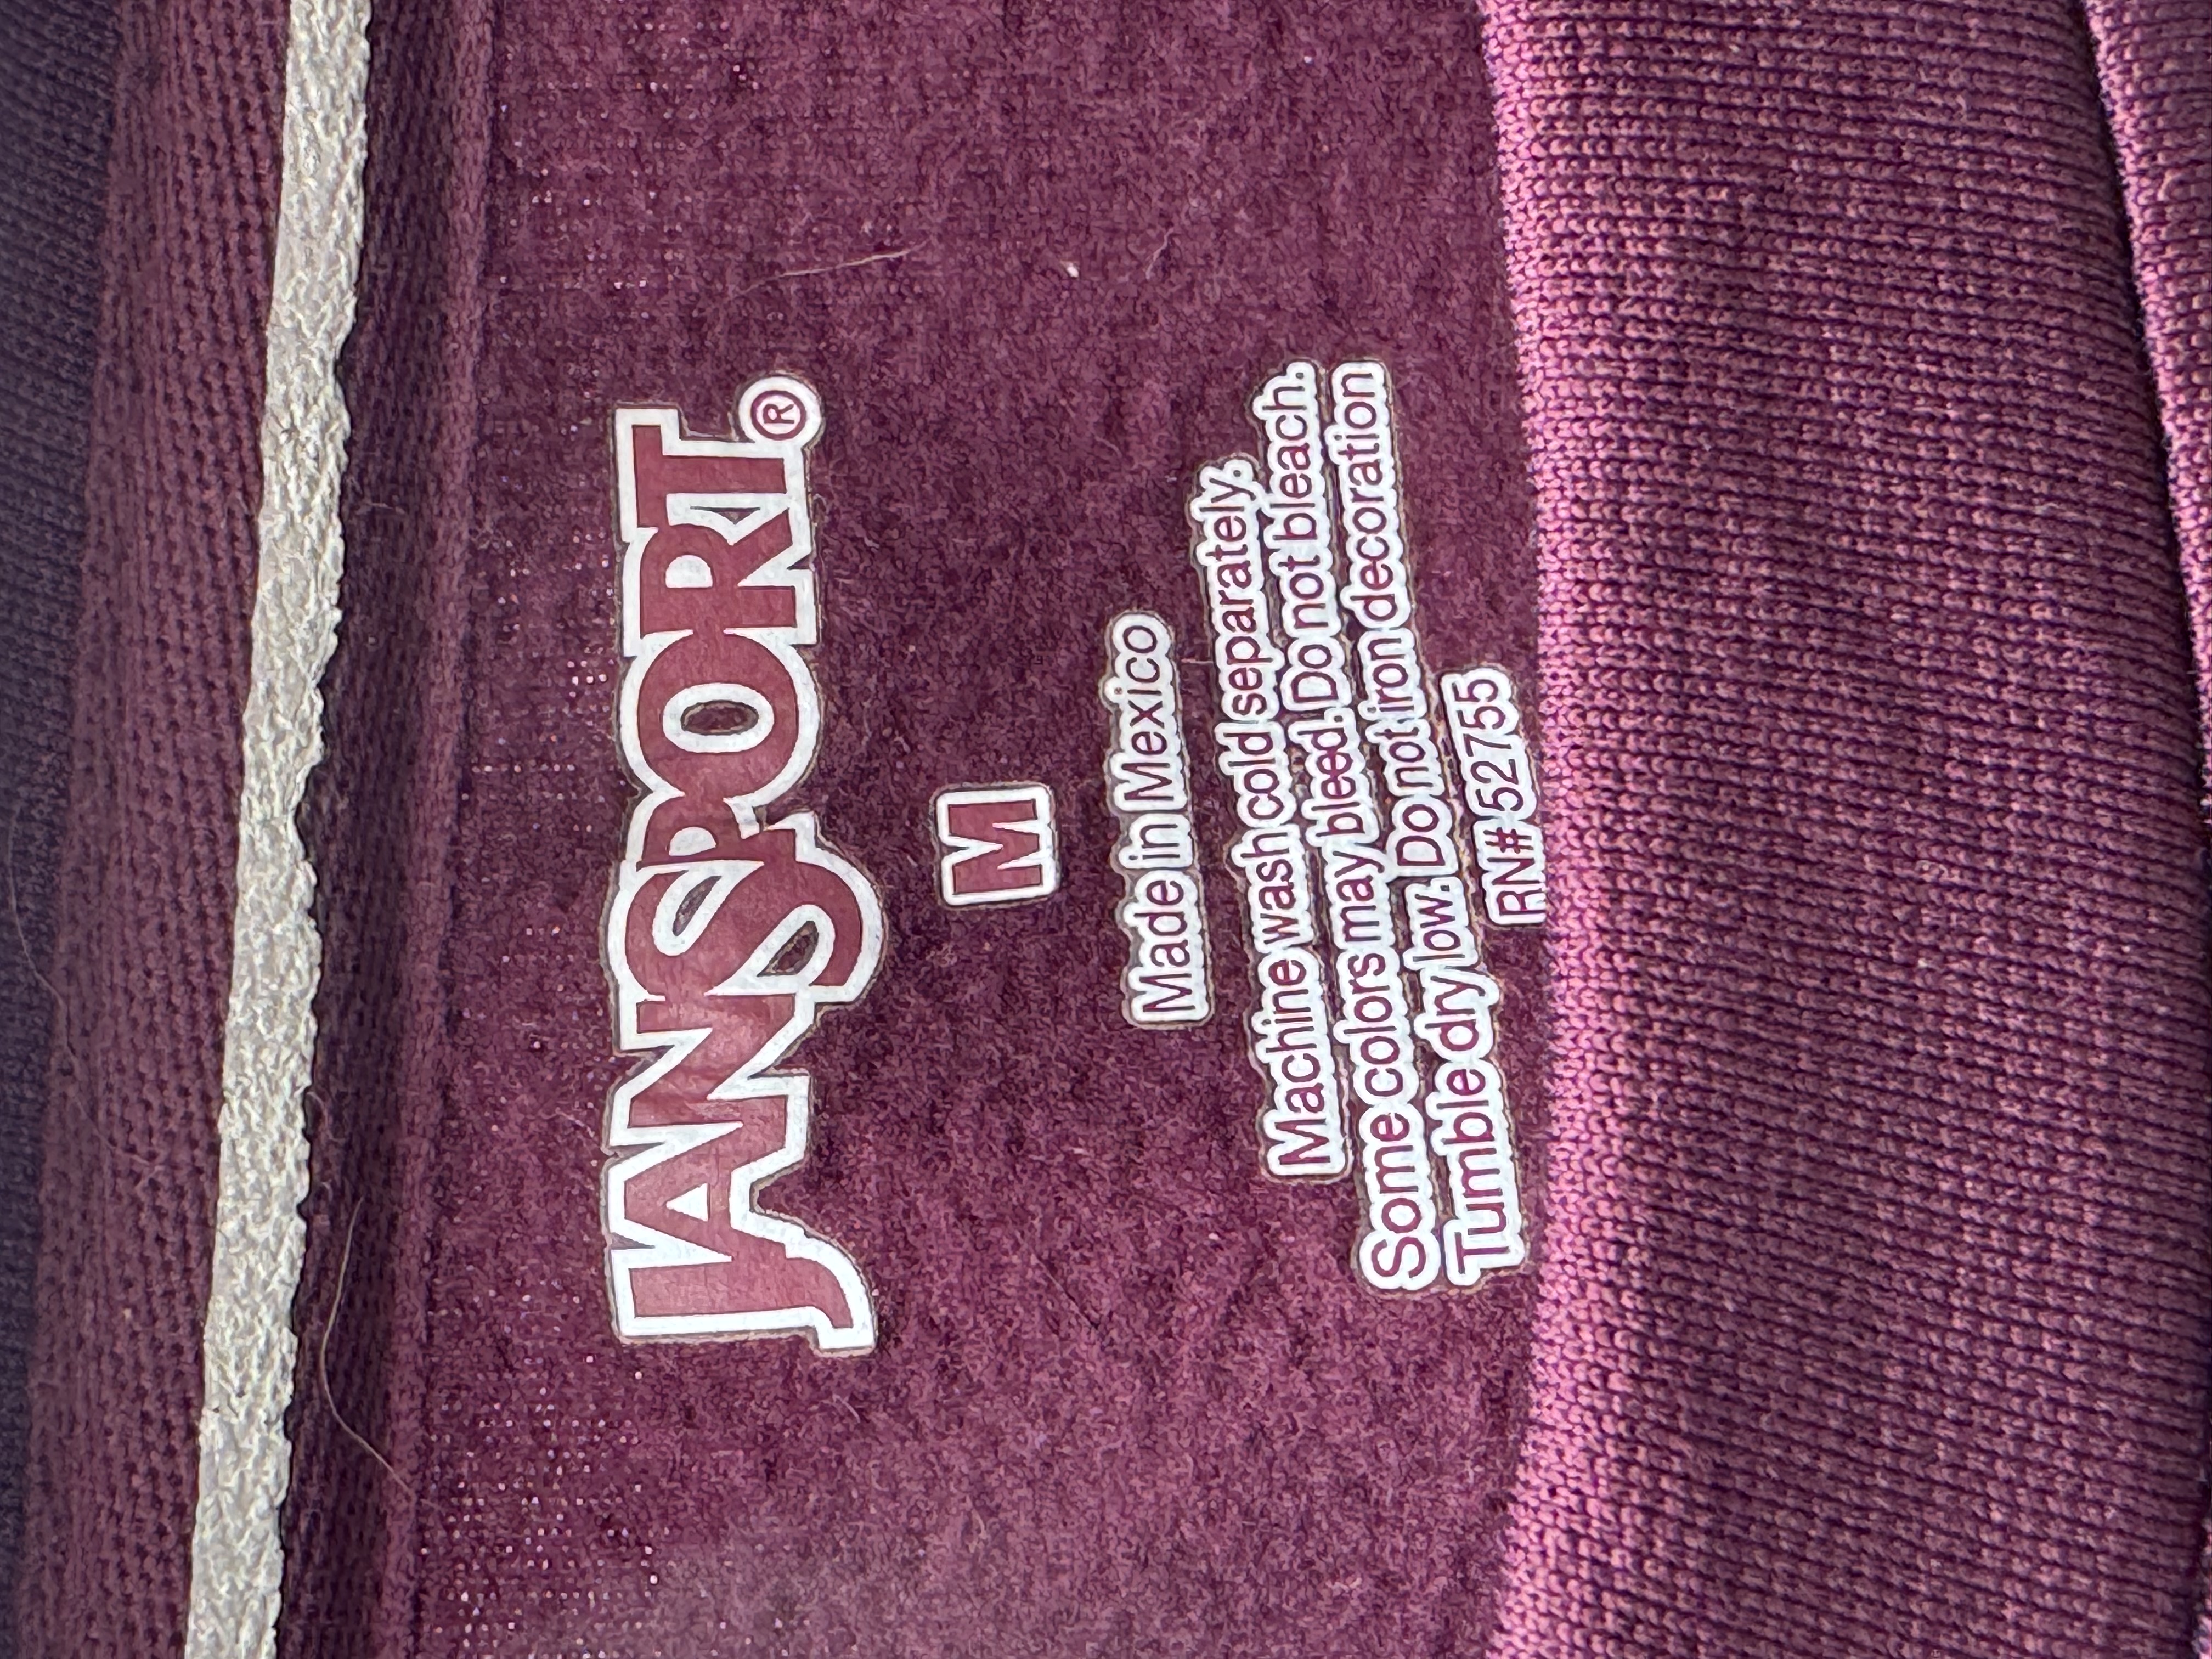 JANSPORT®
M
Made in Mexico
Machine wash cold separately.
Some colors may bleed. Do not bleach.
Tumble dry low. Do not iron decoration
RN# 52755